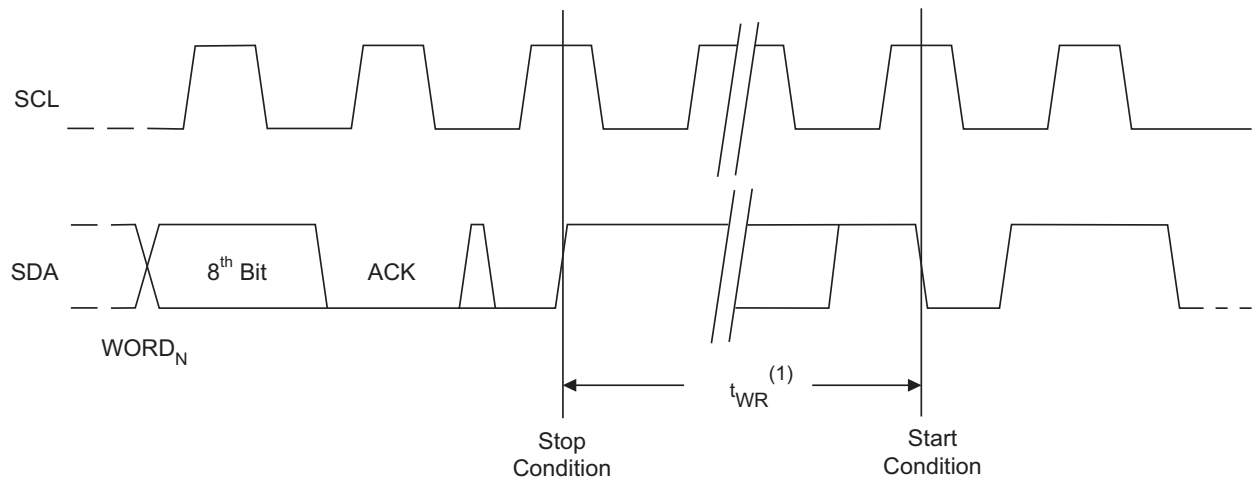 SCL
SDA
8th Bit
ACK
WORDN
tWR(1)
Stop
Condition
Start
Condition